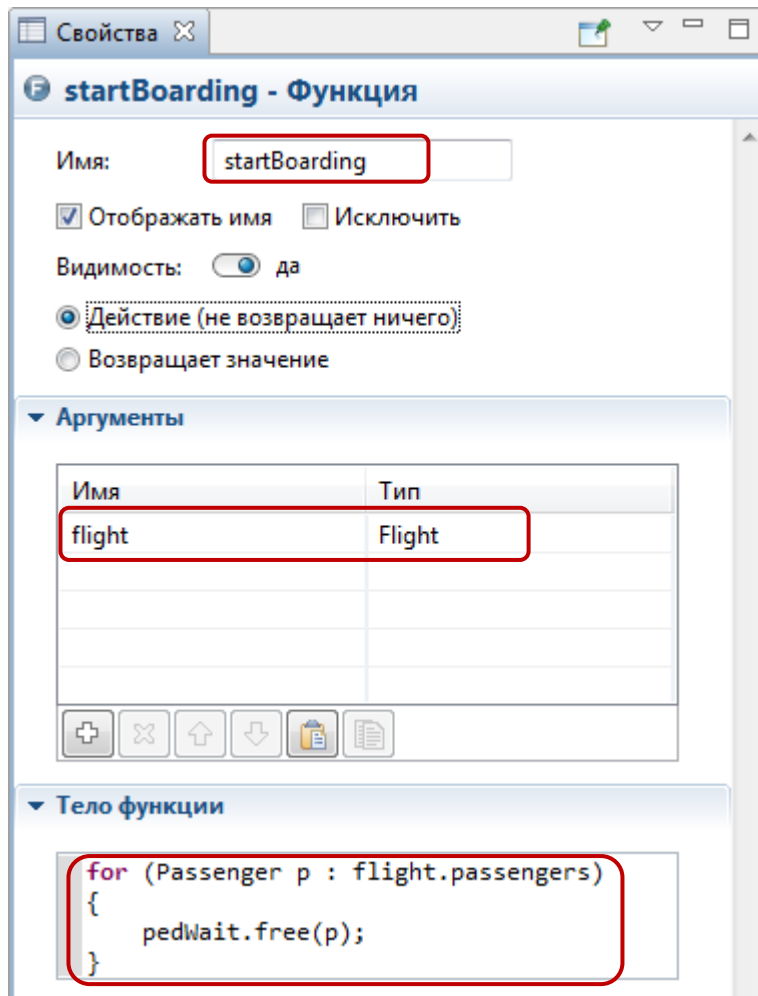 Свойства
startBoarding - Функция
Имя: startBoarding
Отображать имя Исключить
Видимость: да
Действие (не возвращает ничего)
Возвращает значение
Аргументы
Имя Тип
flight Flight
Тело функции
for (Passenger p : flight.passengers)
{
pedWait.free(p);
}